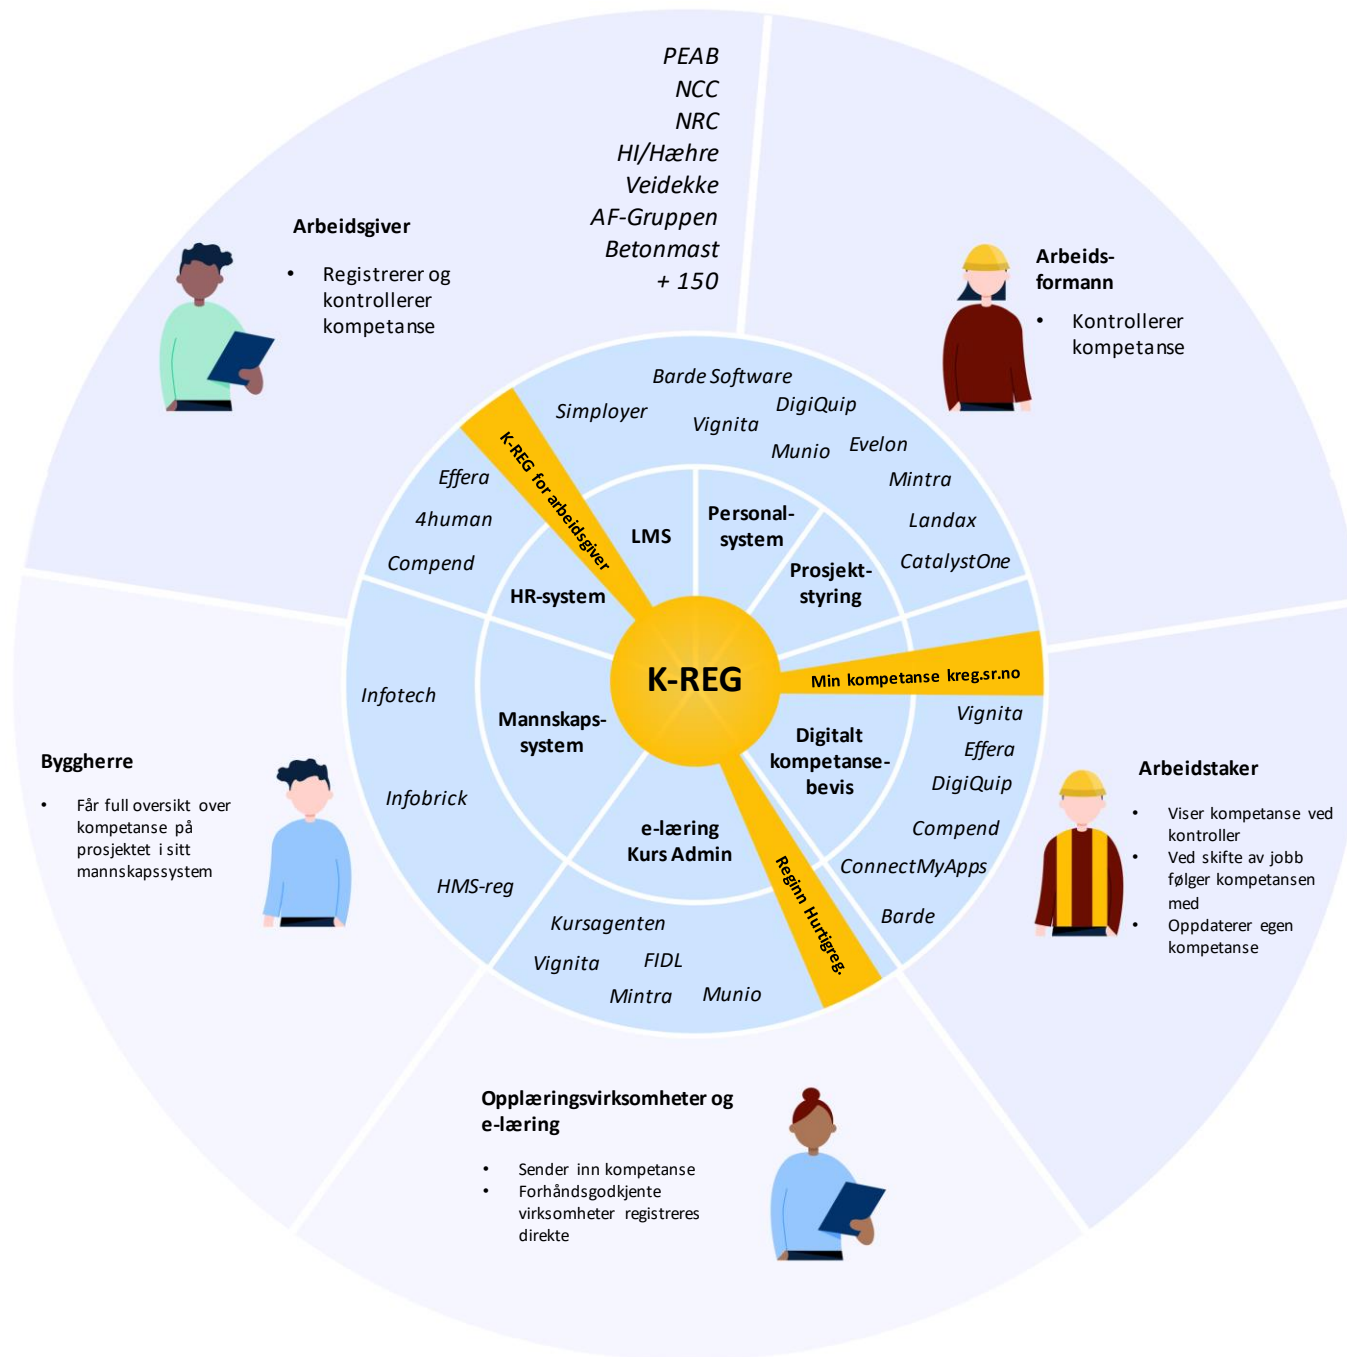 PEAB
NCC
NRC
HI/Hæhre
Veidekke
AF-Gruppen
Betonmast
+ 150
Arbeidsgiver
• Registrerer og
kontrollerer
kompetanse
Arbeids-
formann
• Kontrollerer
kompetanse
Barde Software
Simployer
DigiQuip
Vignita
Munio
Evelon
Mintra
Landax
CatalystOne
Effera
4human
Compend
K-REG for arbeidsgiver
LMS
Personal-
system
Prosjekt-
styring
HR-system
K-REG
Min kompetanse kreg.sr.no
Mannskaps-
system
Digitalt
kompetanse-
bevis
e-læring
Kurs Admin
Reginn Hurtigreg.
Infotech
Infobrick
HMS-reg
Vignita
Effera
DigiQuip
Compend
ConnectMyApps
Barde
Kursagenten
Vignita
FIDL
Mintra
Munio
Byggherre
• Får full oversikt over
kompetanse på
prosjektet i sitt
mannskapssystem
Arbeidstaker
• Viser kompetanse ved
kontroller
• Ved skifte av jobb
følger kompetansen
med
• Oppdaterer egen
kompetanse
Opplæringsvirksomheter og
e-læring
• Sender inn kompetanse
• Forhåndsgodkjente
virksomheter registreres
direkte